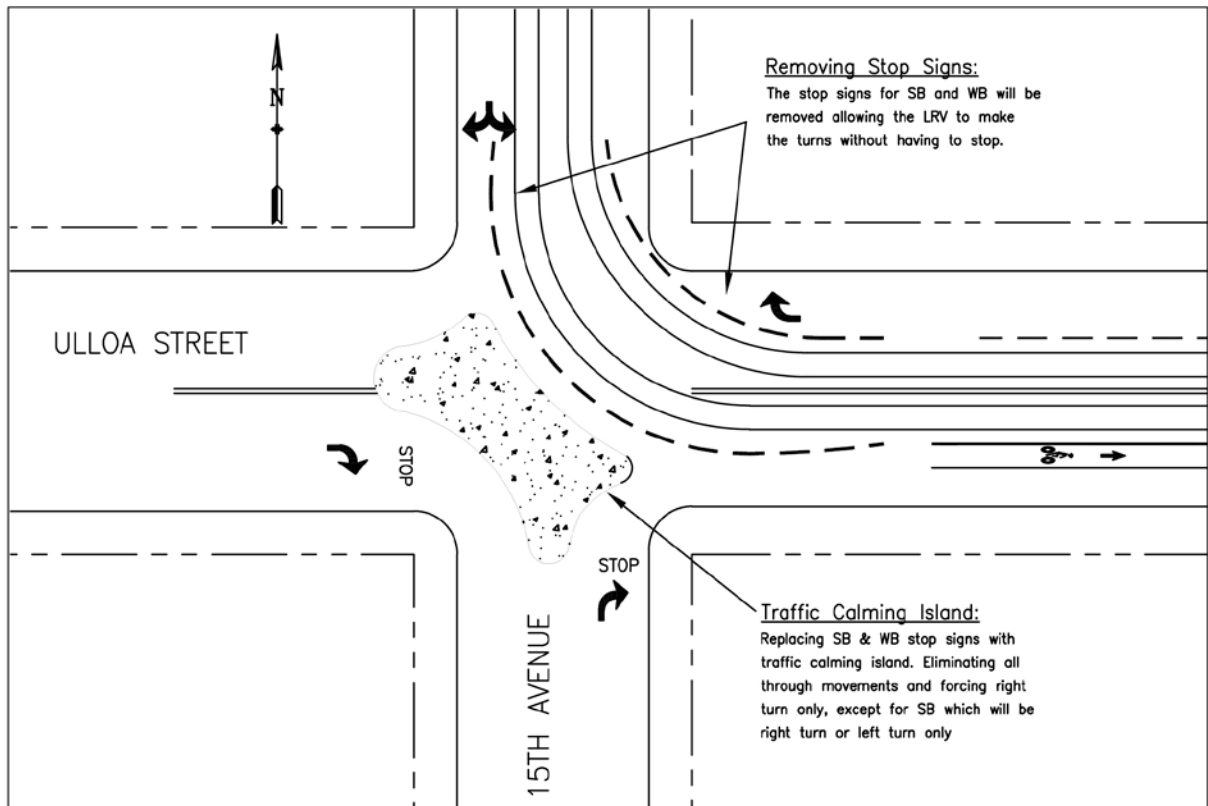 N
Removing Stop Signs:
The stop signs for SB and WB will be
removed allowing the LRV to make
the turns without having to stop.
ULLOA STREET
STOP
STOP
15TH AVENUE
Traffic Calming Island:
Replacing SB & WB stop signs with
traffic calming island. Eliminating all
through movements and forcing right
turn only, except for SB which will be
right turn or left turn only